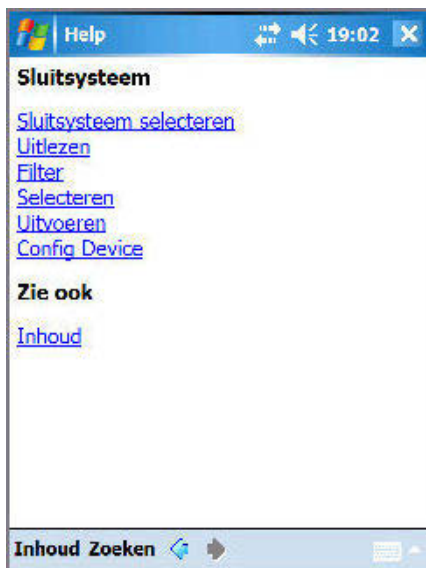 Help 19:02
Sluitsysteem
Sluitsysteem selecteren
Uitlezen
Filter
Selecteren
Uitvoeren
Config Device
Zie ook
Inhoud
Inhoud Zoeken